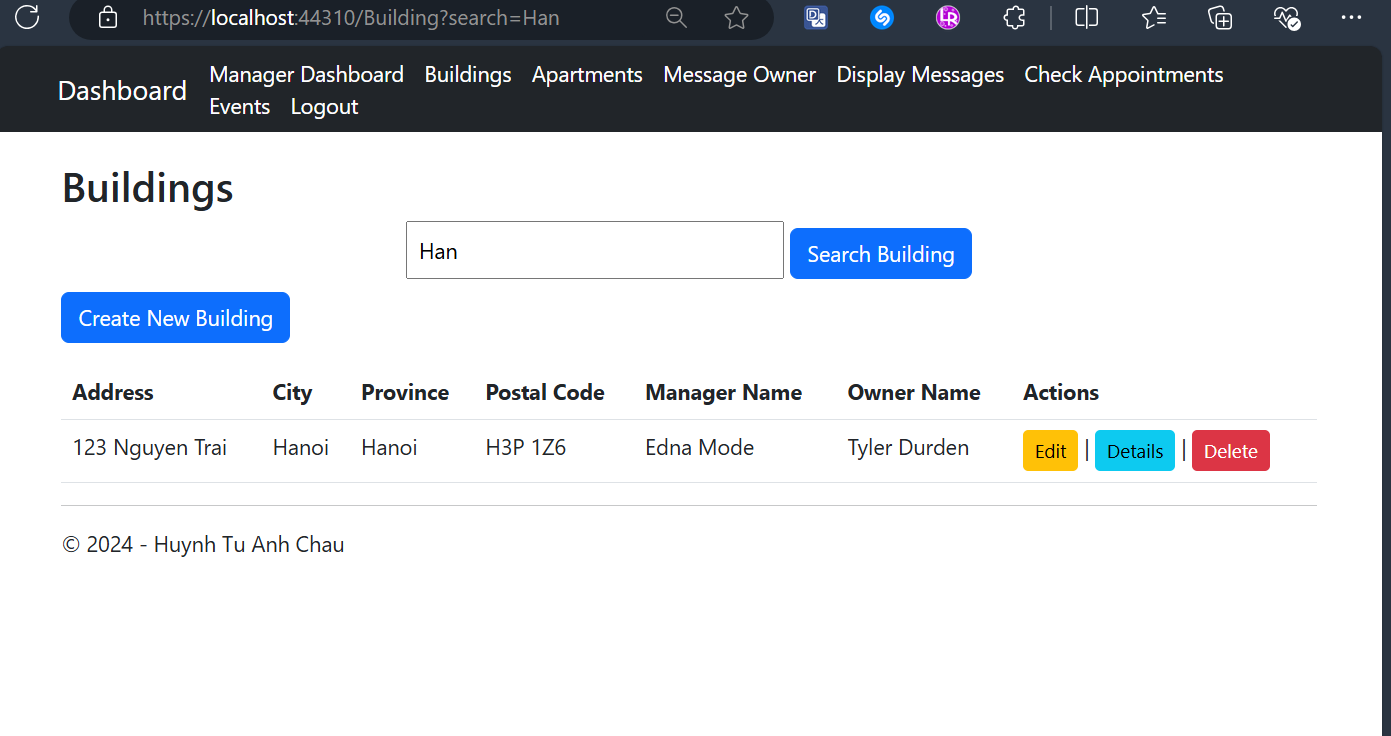 https://localhost:44310/Building?search=Han
Dashboard
Manager Dashboard Buildings Apartments Message Owner Display Messages Check Appointments
Events Logout
Buildings
Han Search Building
Create New Building
Address City Province Postal Code Manager Name Owner Name Actions
123 Nguyen Trai Hanoi Hanoi H3P 1Z6 Edna Mode Tyler Durden Edit | Details | Delete
© 2024 - Huynh Tu Anh Chau